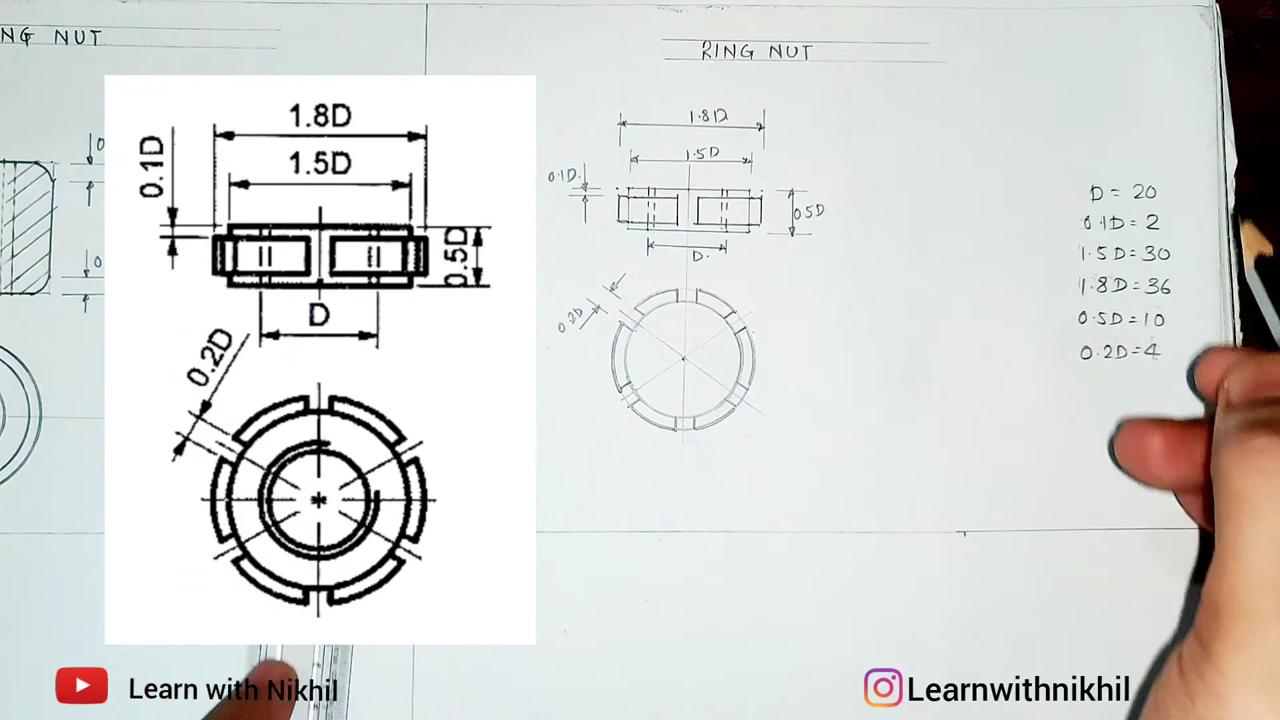 NG NUT
RING NUT
1.8D
1.5D
0.1D
0.5D
D
0.2D
1.8D
1.5D
0.1D.
0.5D
D.
0.2D
D = 20
0.1D = 2
1.5D = 30
1.8D = 36
0.5D = 10
0.2D = 4
0
0
Learn with Nikhil
Learnwithnikhil